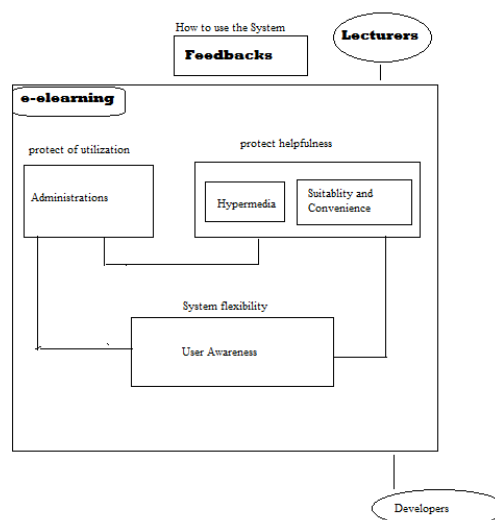 How to use the System
Lecturers
Feedbacks
e-elearning
protect of utilization
protect helpfulness
Administrations
Hypermedia
Suitablity and
Convenience
System flexibility
User Awareness
Developers